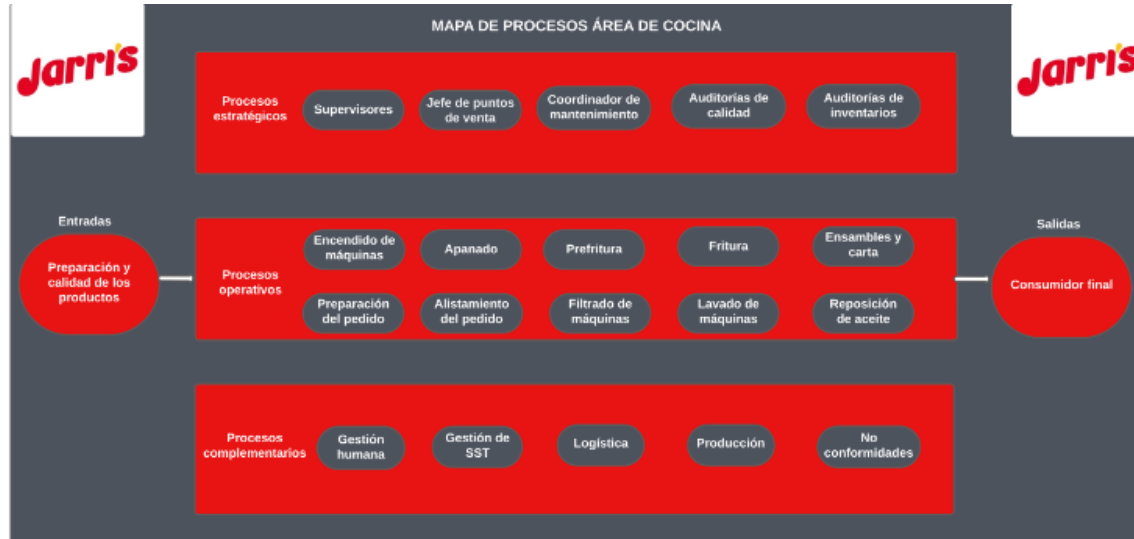 MAPA DE PROCESOS ÁREA DE COCINA
Jarri's
Jarri's
Procesos
estratégicos
Supervisores
Jefe de puntos
de venta
Coordinador de
mantenimiento
Auditorías de
calidad
Auditorías de
inventarios
Entradas
Preparación y
calidad de los
productos
Procesos
operativos
Encendido de
máquinas
Apanado
Prefritura
Fritura
Ensambles y
carta
Preparación
del pedido
Alistamiento
del pedido
Filtrado de
máquinas
Lavado de
máquinas
Reposición
de aceite
Salidas
Consumidor final
Procesos
complementarios
Gestión
humana
Gestión de
SST
Logística
Producción
No
conformidades